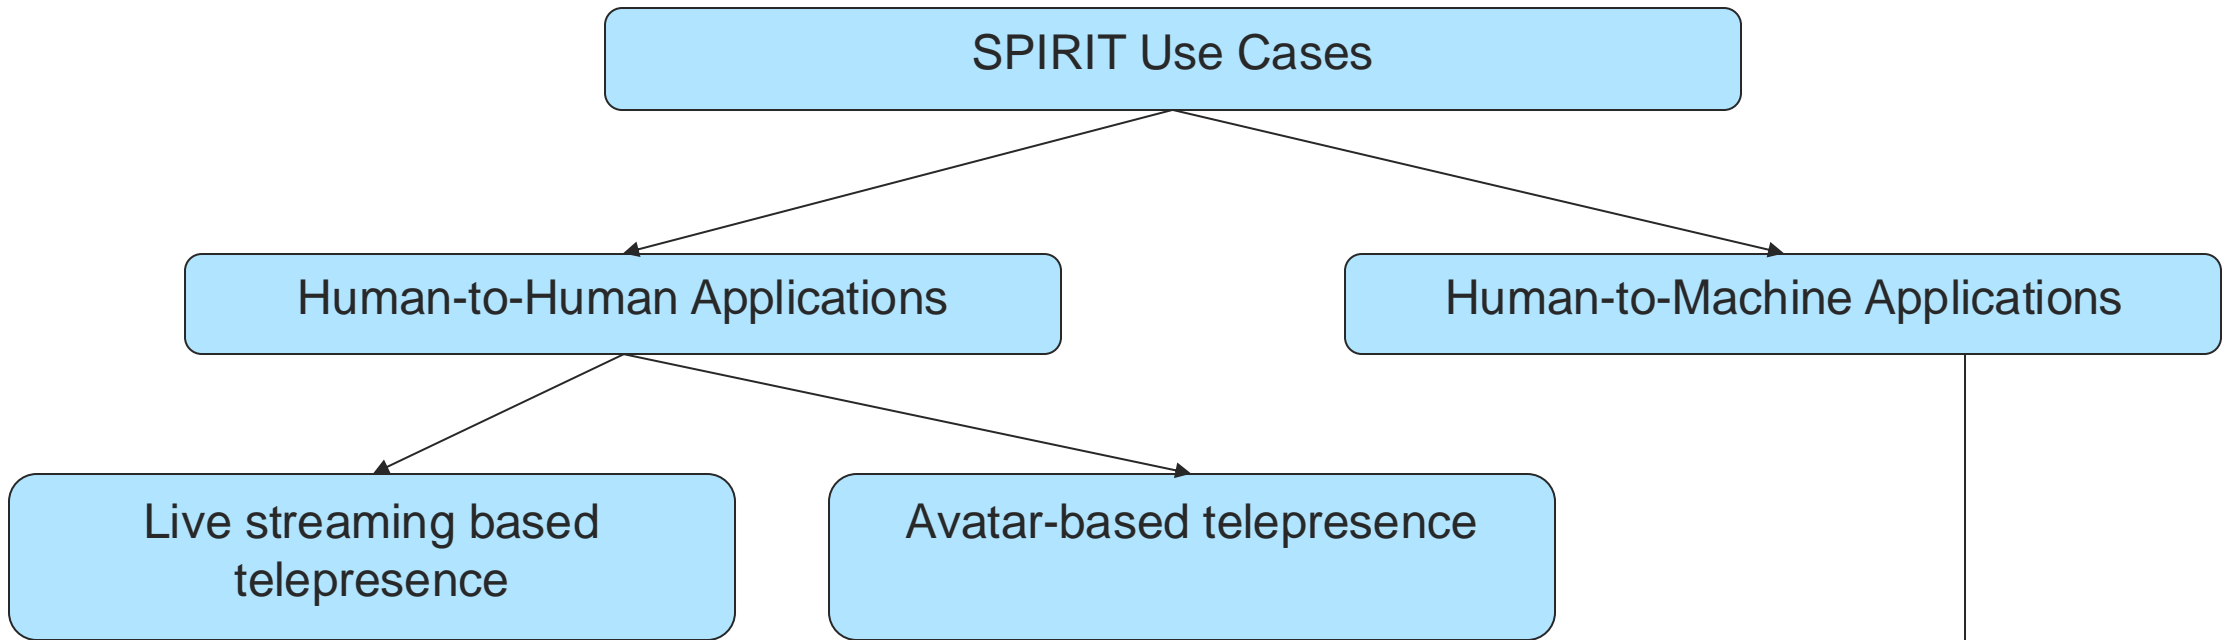 SPIRIT Use Cases
Human-to-Human Applications
Human-to-Machine Applications
Live streaming based
telepresence
Avatar-based telepresence